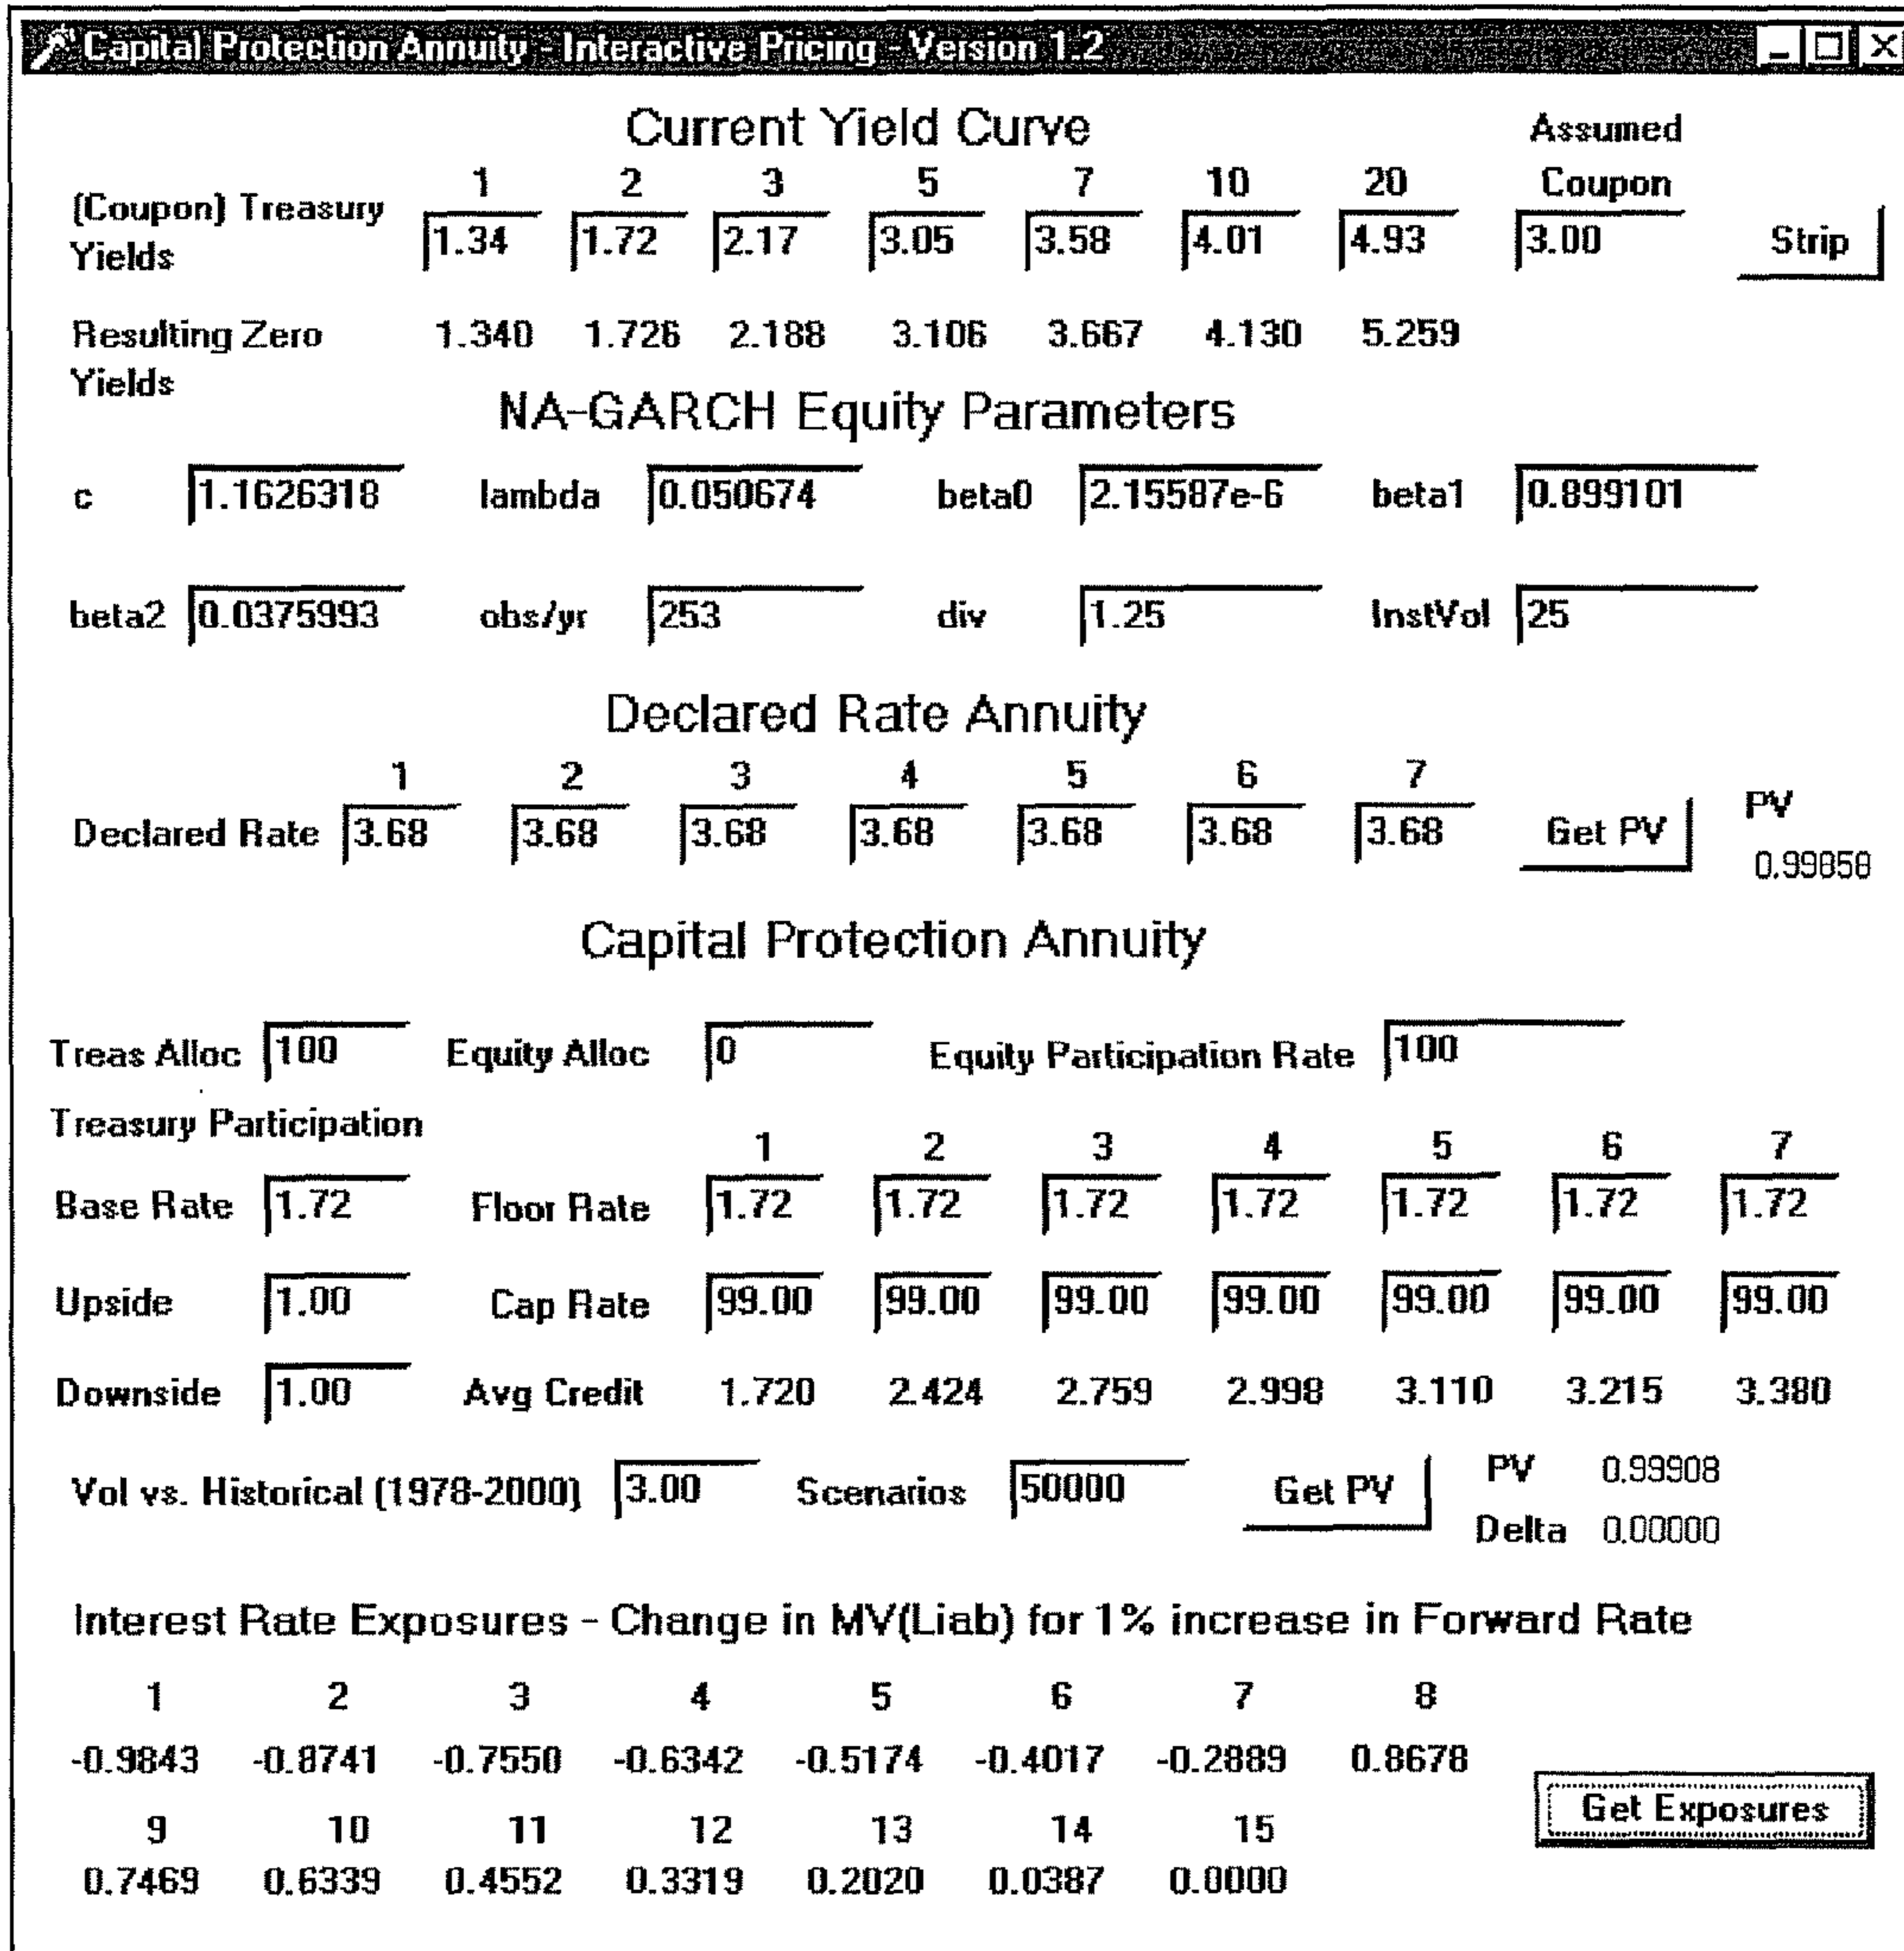 Capital Protection Annuity - Interactive Pricing - Version 1.2
Current Yield Curve
Assumed
1 2 3 5 7 10 20 Coupon
(Coupon) Treasury
Yields
1.34 1.72 2.17 3.05 3.58 4.01 4.93 3.00 Strip
Resulting Zero
Yields
1.340 1.726 2.188 3.106 3.667 4.130 5.259
NA-GARCH Equity Parameters
c 1.1626318 lambda 0.050674 beta0 2.15587e-6 beta1 0.899101
beta2 0.0375993 obs/yr 253 div 1.25 InstVol 25
Declared Rate Annuity
1 2 3 4 5 6 7
Declared Rate 3.68 3.68 3.68 3.68 3.68 3.68 3.68 Get PV
PV
0.99858
Capital Protection Annuity
Treas Alloc 100 Equity Alloc 0 Equity Participation Rate 100
Treasury Participation
1 2 3 4 5 6 7
Base Rate 1.72 Floor Rate 1.72 1.72 1.72 1.72 1.72 1.72 1.72
Upside 1.00 Cap Rate 99.00 99.00 99.00 99.00 99.00 99.00 99.00
Downside 1.00 Avg Credit 1.720 2.424 2.759 2.998 3.110 3.215 3.380
Vol vs. Historical (1978-2000) 3.00 Scenarios 50000 Get PV PV 0.99908
Delta 0.00000
Interest Rate Exposures - Change in MV(Liab) for 1% increase in Forward Rate
1 2 3 4 5 6 7 8
-0.9843 -0.8741 -0.7550 -0.6342 -0.5174 -0.4017 -0.2889 0.8678
Get Exposures
9 10 11 12 13 14 15
0.7469 0.6339 0.4552 0.3319 0.2020 0.0387 0.0000